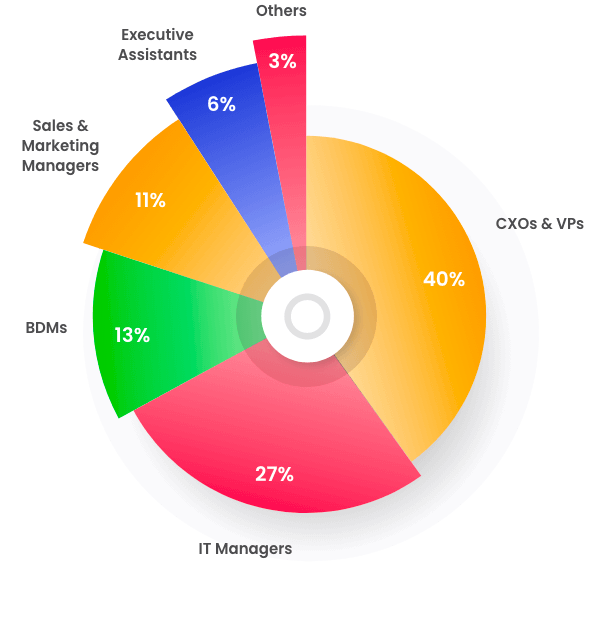 Others
3%
Executive
Assistants
6%
Sales &
Marketing
Managers
11%
CXOs & VPs
40%
BDMs
13%
27%
IT Managers